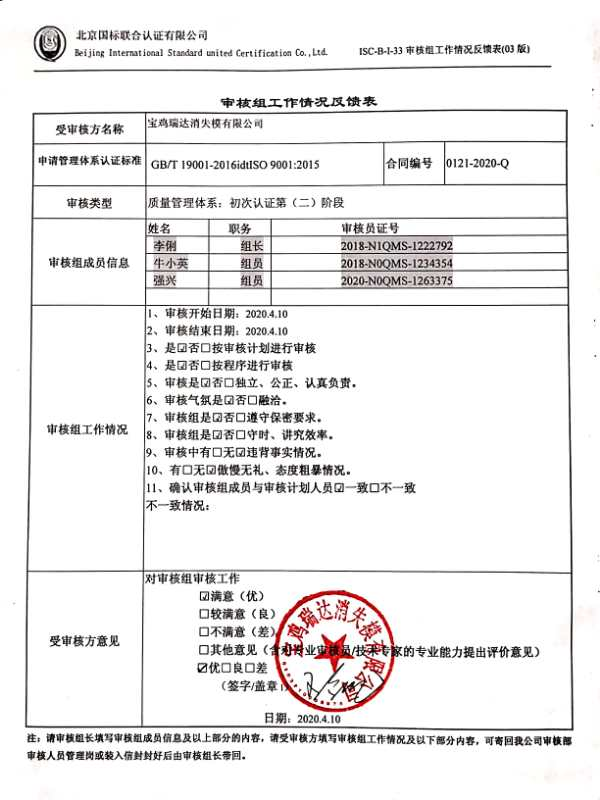 北京国标联合认证有限公司
Beijing International Standard united Certification Co.,Ltd.
ISC-B-I-33 审核组工作情况反馈表(03版)
审核组工作情况反馈表
受审核方名称 宝鸡瑞达消失模有限公司
申请管理体系认证标准 GB/T 19001-2016idtISO 9001:2015 合同编号 0121-2020-Q
审核类型 质量管理体系：初次认证第（二）阶段
审核组成员信息
姓名 职务 审核员证号
李俐 组长 2018-N1QMS-1222792
牛小英 组员 2018-N0QMS-1234354
强兴 组员 2020-N0QMS-1263375
审核组工作情况
1、审核开始日期：2020.4.10
2、审核结束日期：2020.4.10
3、是☑否☐按审核计划进行审核
4、是☑否☐按程序进行审核
5、审核是☑否☐独立、公正、认真负责。
6、审核气氛是☑否☐融洽。
7、审核组是☑否☐遵守保密要求。
8、审核组是☑否☐守时、讲究效率。
9、审核中有☐无☑违背事实情况。
10、有☐无☑傲慢无礼、态度粗暴情况。
11、确认审核组成员与审核计划人员☑一致☐不一致
不一致情况：
受审核方意见
对审核组审核工作
☑满意（优）
☐较满意（良）
☐不满意（差）
☐其他意见（含对专业审核员/技术专家的专业能力提出评价意见）
☑优☐良☐差
（签字/盖章）
宝鸡瑞达消失模有限公司
日期：2020.4.10
注：请审核组长填写审核组成员信息及以上部分的内容，请受审核方填写审核组工作情况及以下部分内容，可寄回我公司审核部
审核人员管理岗或装入信封封好后由审核组长带回。